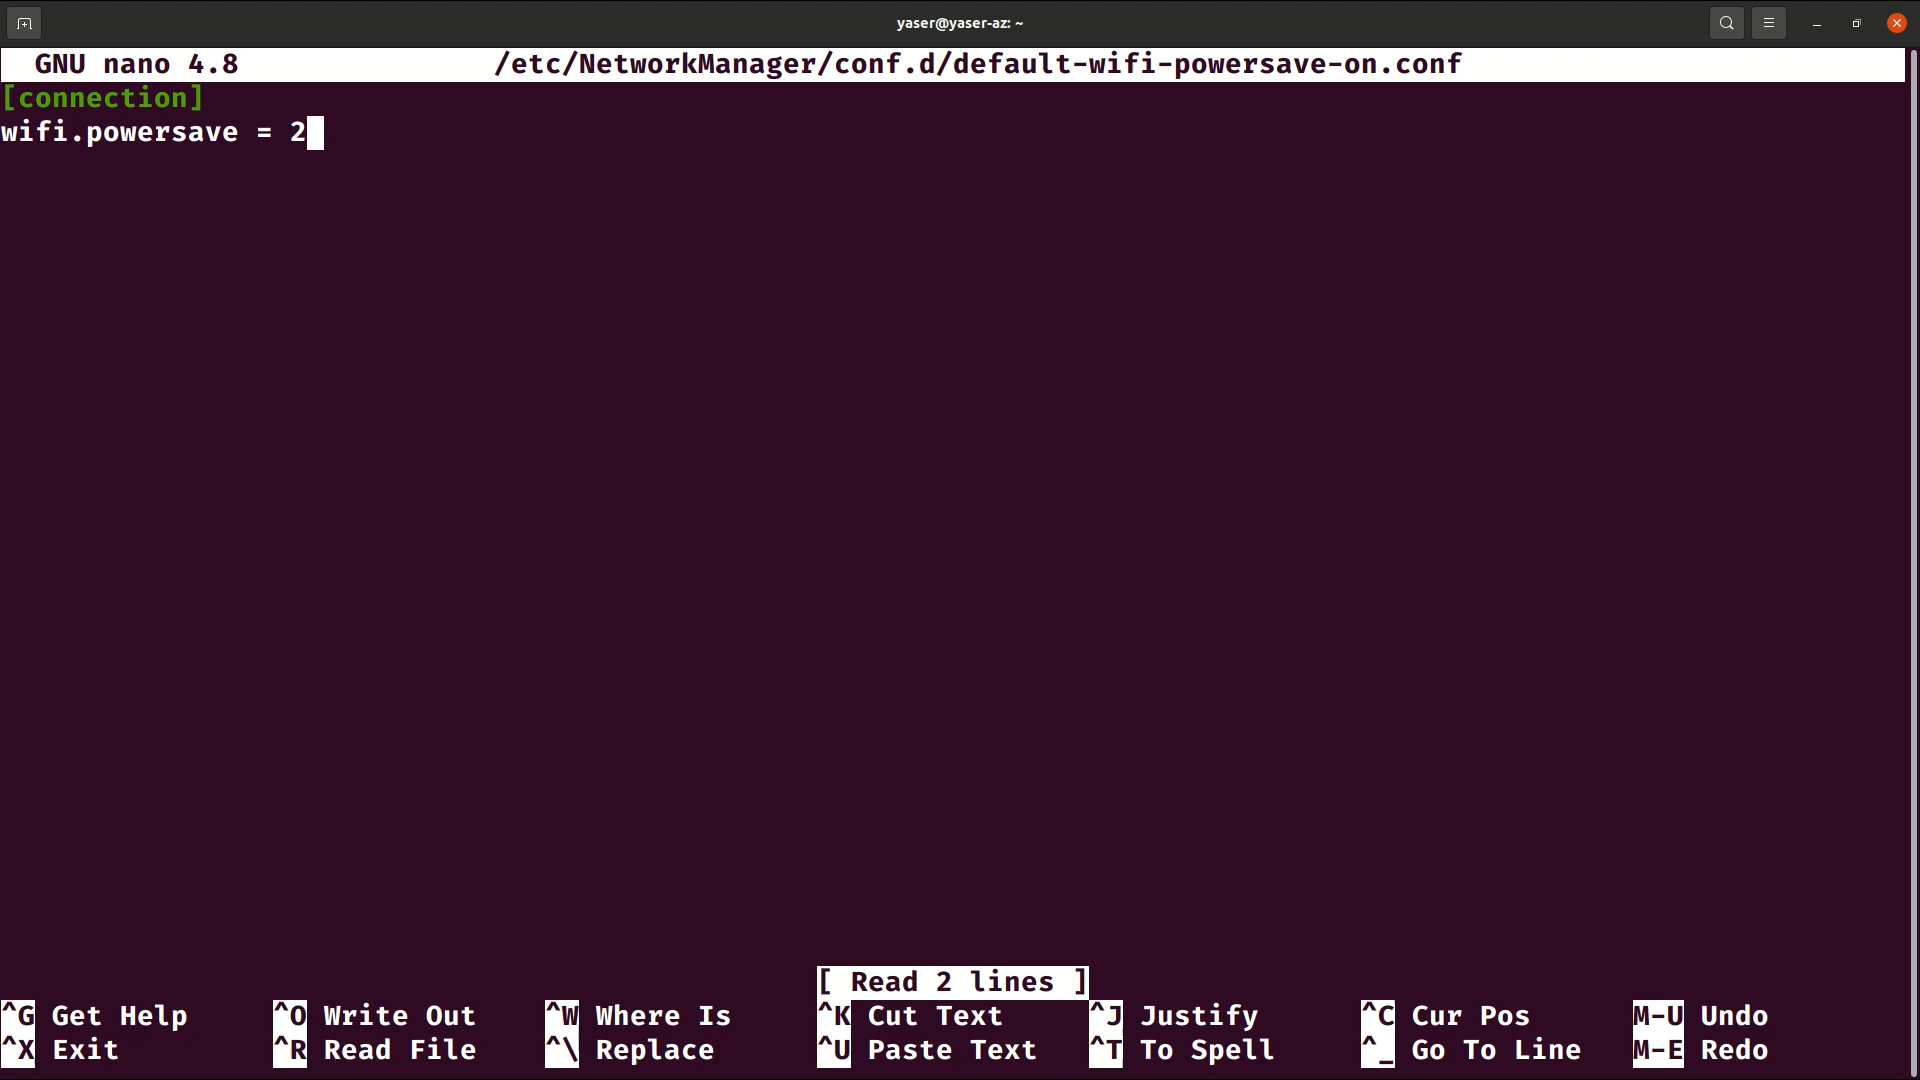 yaser@yaser-az: ~
GNU nano 4.8 /etc/NetworkManager/conf.d/default-wifi-powersave-on.conf
[connection]
wifi.powersave = 2
[ Read 2 lines ]
^G Get Help ^O Write Out ^W Where Is ^K Cut Text ^J Justify ^C Cur Pos M-U Undo
^X Exit ^R Read File ^\ Replace ^U Paste Text ^T To Spell ^_ Go To Line M-E Redo